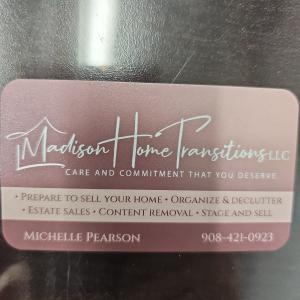 Madison Home Transitions LLC
CARE AND COMMITMENT THAT YOU DESERVE.
• PREPARE TO SELL YOUR HOME • ORGANIZE & DECLUTTER
• ESTATE SALES • CONTENT REMOVAL • STAGE AND SELL
MICHELLE PEARSON 908-421-0923